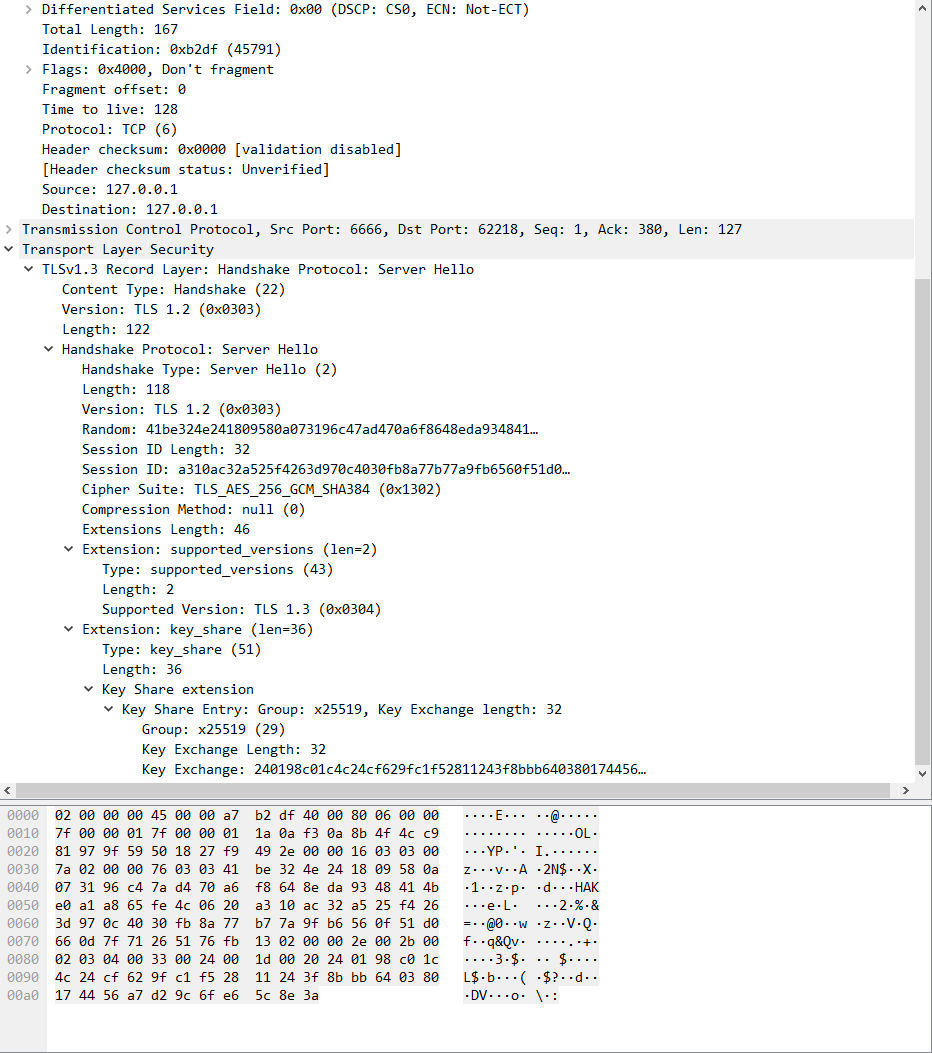 Differentiated Services Field: 0x00 (DSCP: CS0, ECN: Not-ECT)
Total Length: 167
Identification: 0xb2df (45791)
Flags: 0x4000, Don't fragment
Fragment offset: 0
Time to live: 128
Protocol: TCP (6)
Header checksum: 0x0000 [validation disabled]
[Header checksum status: Unverified]
Source: 127.0.0.1
Destination: 127.0.0.1
Transmission Control Protocol, Src Port: 6666, Dst Port: 62218, Seq: 1, Ack: 380, Len: 127
Transport Layer Security
TLSv1.3 Record Layer: Handshake Protocol: Server Hello
Content Type: Handshake (22)
Version: TLS 1.2 (0x0303)
Length: 122
Handshake Protocol: Server Hello
Handshake Type: Server Hello (2)
Length: 118
Version: TLS 1.2 (0x0303)
Random: 41be324e241809580a073196c47ad470a6f8648eda934841…
Session ID Length: 32
Session ID: a310ac32a525f4263d970c4030fb8a77b77a9fb6560f51d0…
Cipher Suite: TLS_AES_256_GCM_SHA384 (0x1302)
Compression Method: null (0)
Extensions Length: 46
Extension: supported_versions (len=2)
Type: supported_versions (43)
Length: 2
Supported Version: TLS 1.3 (0x0304)
Extension: key_share (len=36)
Type: key_share (51)
Length: 36
Key Share extension
Key Share Entry: Group: x25519, Key Exchange length: 32
Group: x25519 (29)
Key Exchange Length: 32
Key Exchange: 240198c01c4c24cf629fc1f52811243f8bbb640380174456…
0000 02 00 00 00 45 00 00 a7 b2 df 40 00 80 06 00 00 ····E··· ··@·····
0010 7f 00 00 01 7f 00 00 01 1a 0a f3 0a 8b 4f 4c c9 ········ ·····OL·
0020 81 97 9f 59 50 18 27 f9 49 2e 00 00 16 03 03 00 ···YP·'· I.······
0030 7a 02 00 00 76 03 03 41 be 32 4e 24 18 09 58 0a z···v··A ·2N$··X·
0040 07 31 96 c4 7a d4 70 a6 f8 64 8e da 93 48 41 4b ·1··z·p· ·d···HAK
0050 e0 a1 a8 65 fe 4c 06 20 a3 10 ac 32 a5 25 f4 26 ···e·L· ···2·%·&
0060 3d 97 0c 40 30 fb 8a 77 b7 7a 9f b6 56 0f 51 d0 =··@0··w ·z··V·Q·
0070 66 0d 7f 71 26 51 76 fb 13 02 00 00 2e 00 2b 00 f··q&Qv· ····.·+·
0080 02 03 04 00 33 00 24 00 1d 00 20 24 01 98 c0 1c ····3·$· ·· $····
0090 4c 24 cf 62 9f c1 f5 28 11 24 3f 8b bb 64 03 80 L$·b···( ·$?··d··
00a0 17 44 56 a7 d2 9c 6f e6 5c 8e 3a ·DV···o· \·: